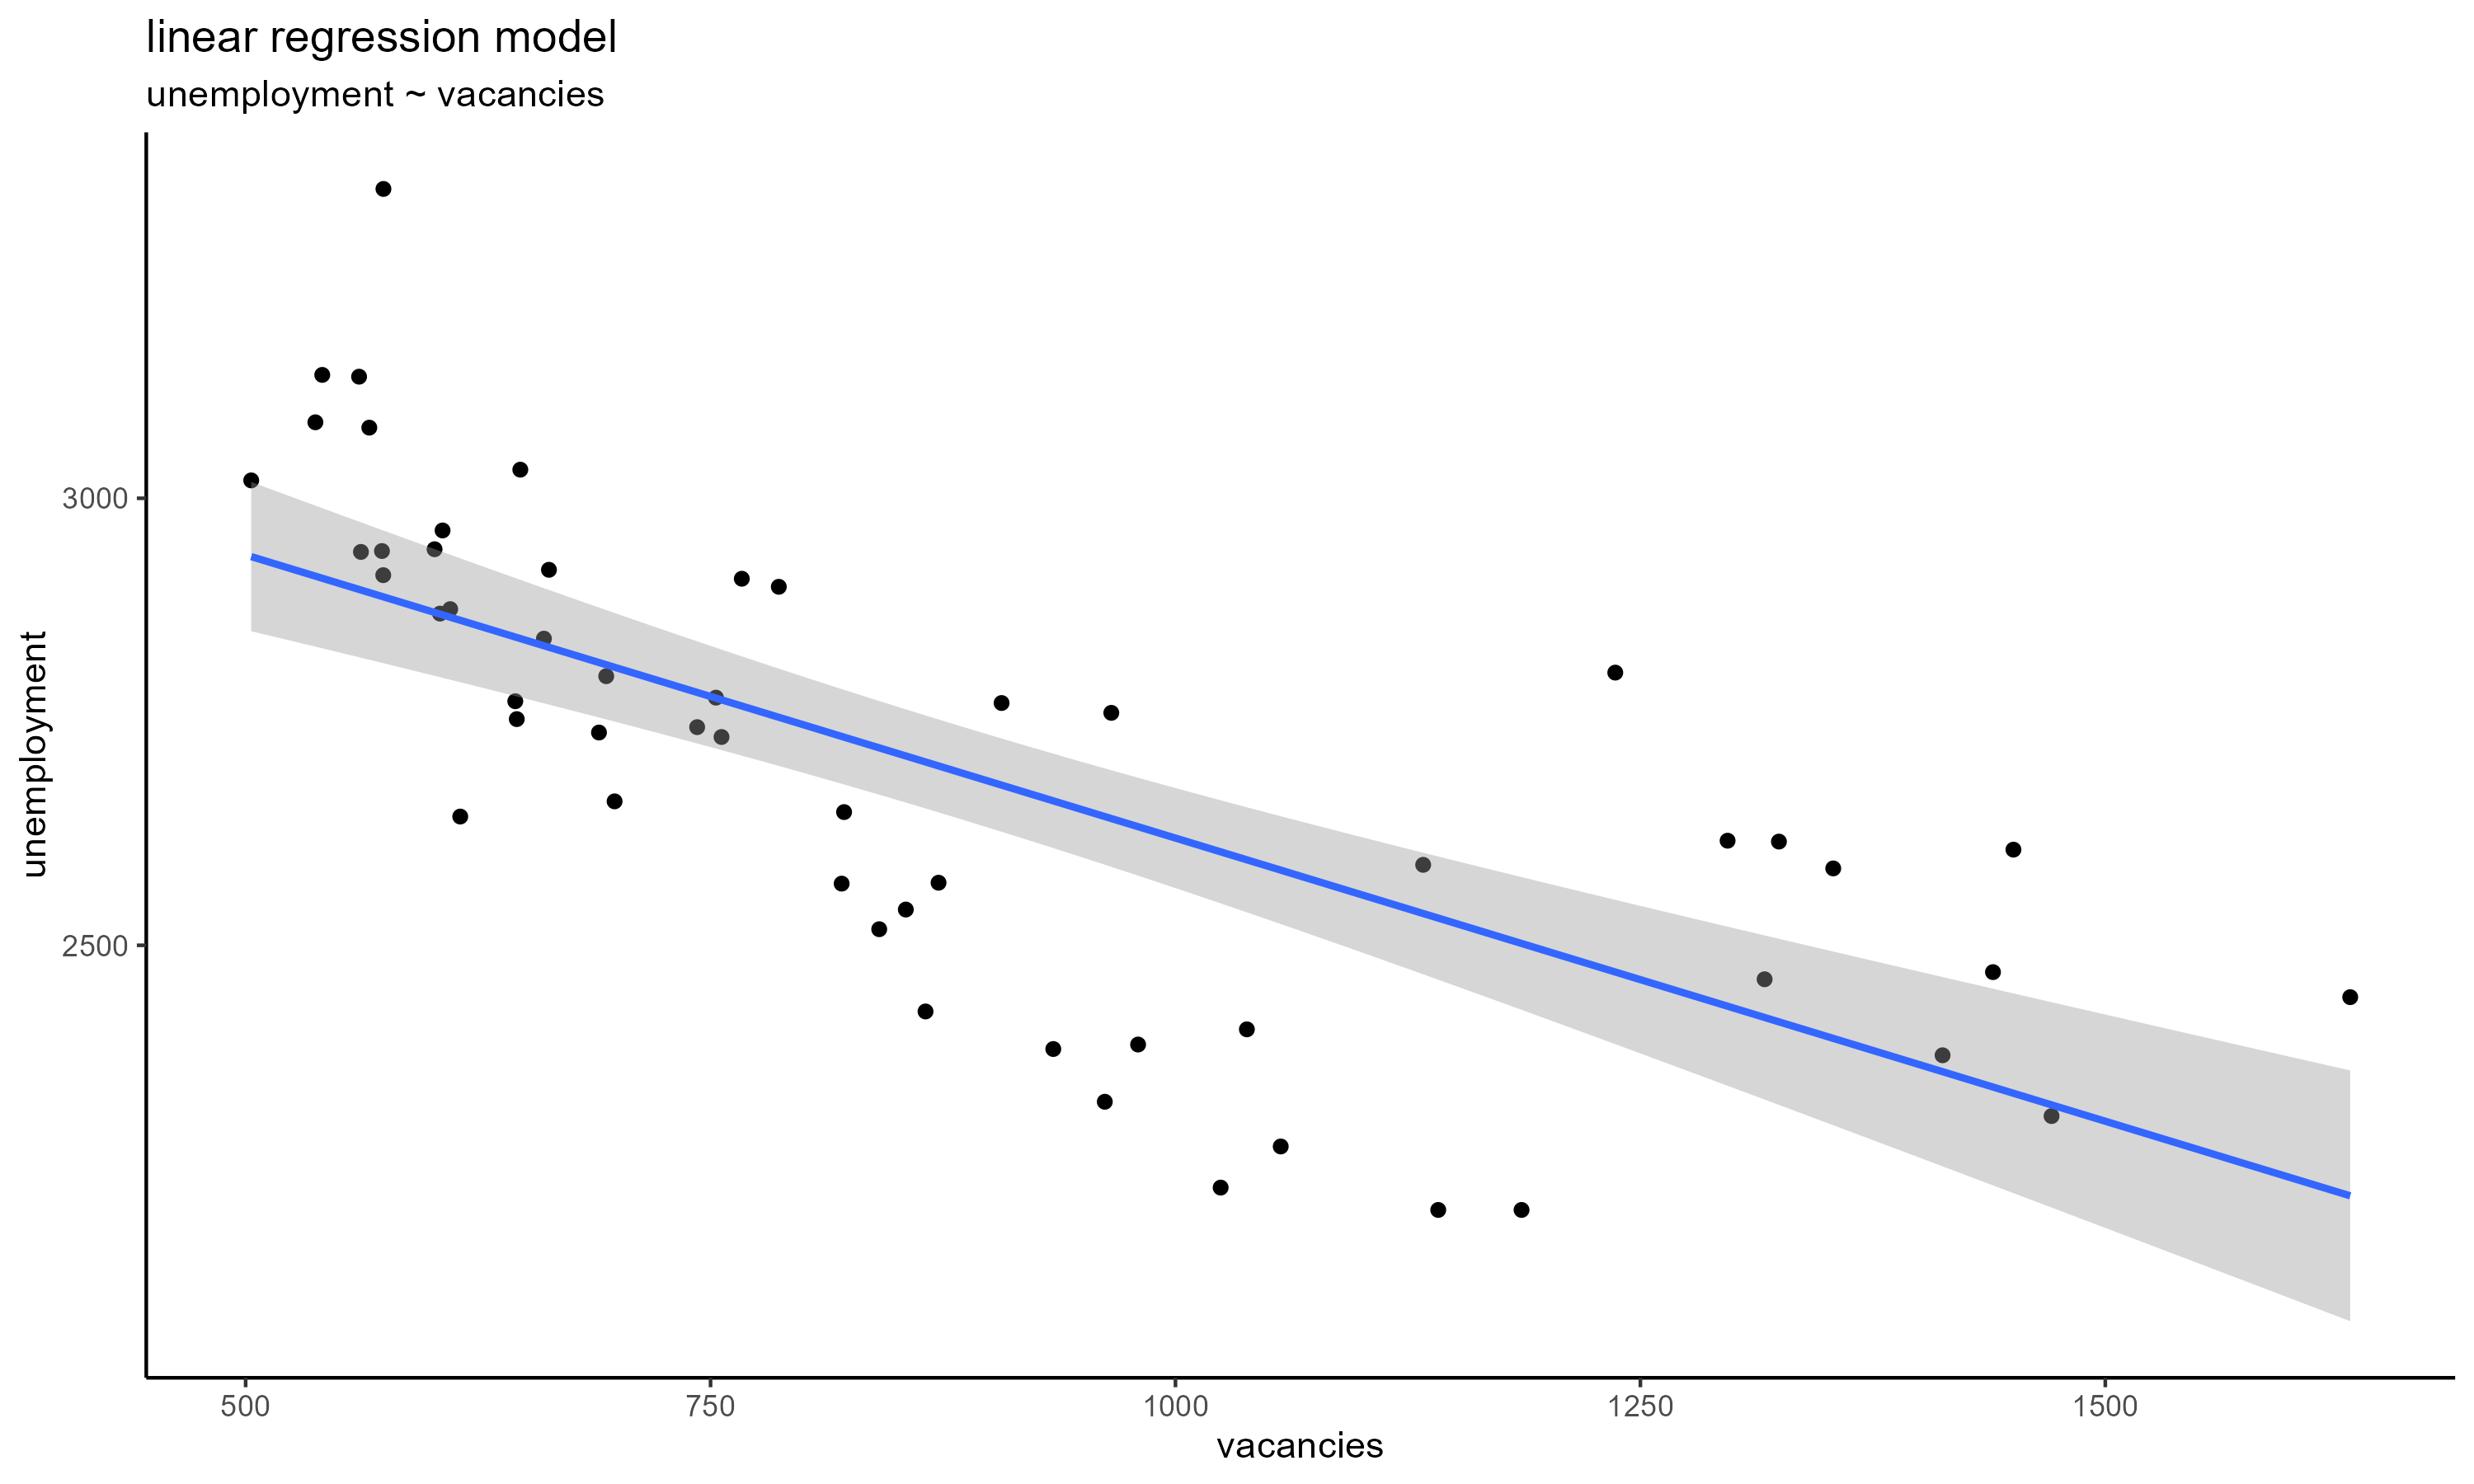 linear regression model
unemployment ~ vacancies
unemployment
3000
2500
500 750 1000 1250 1500
vacancies